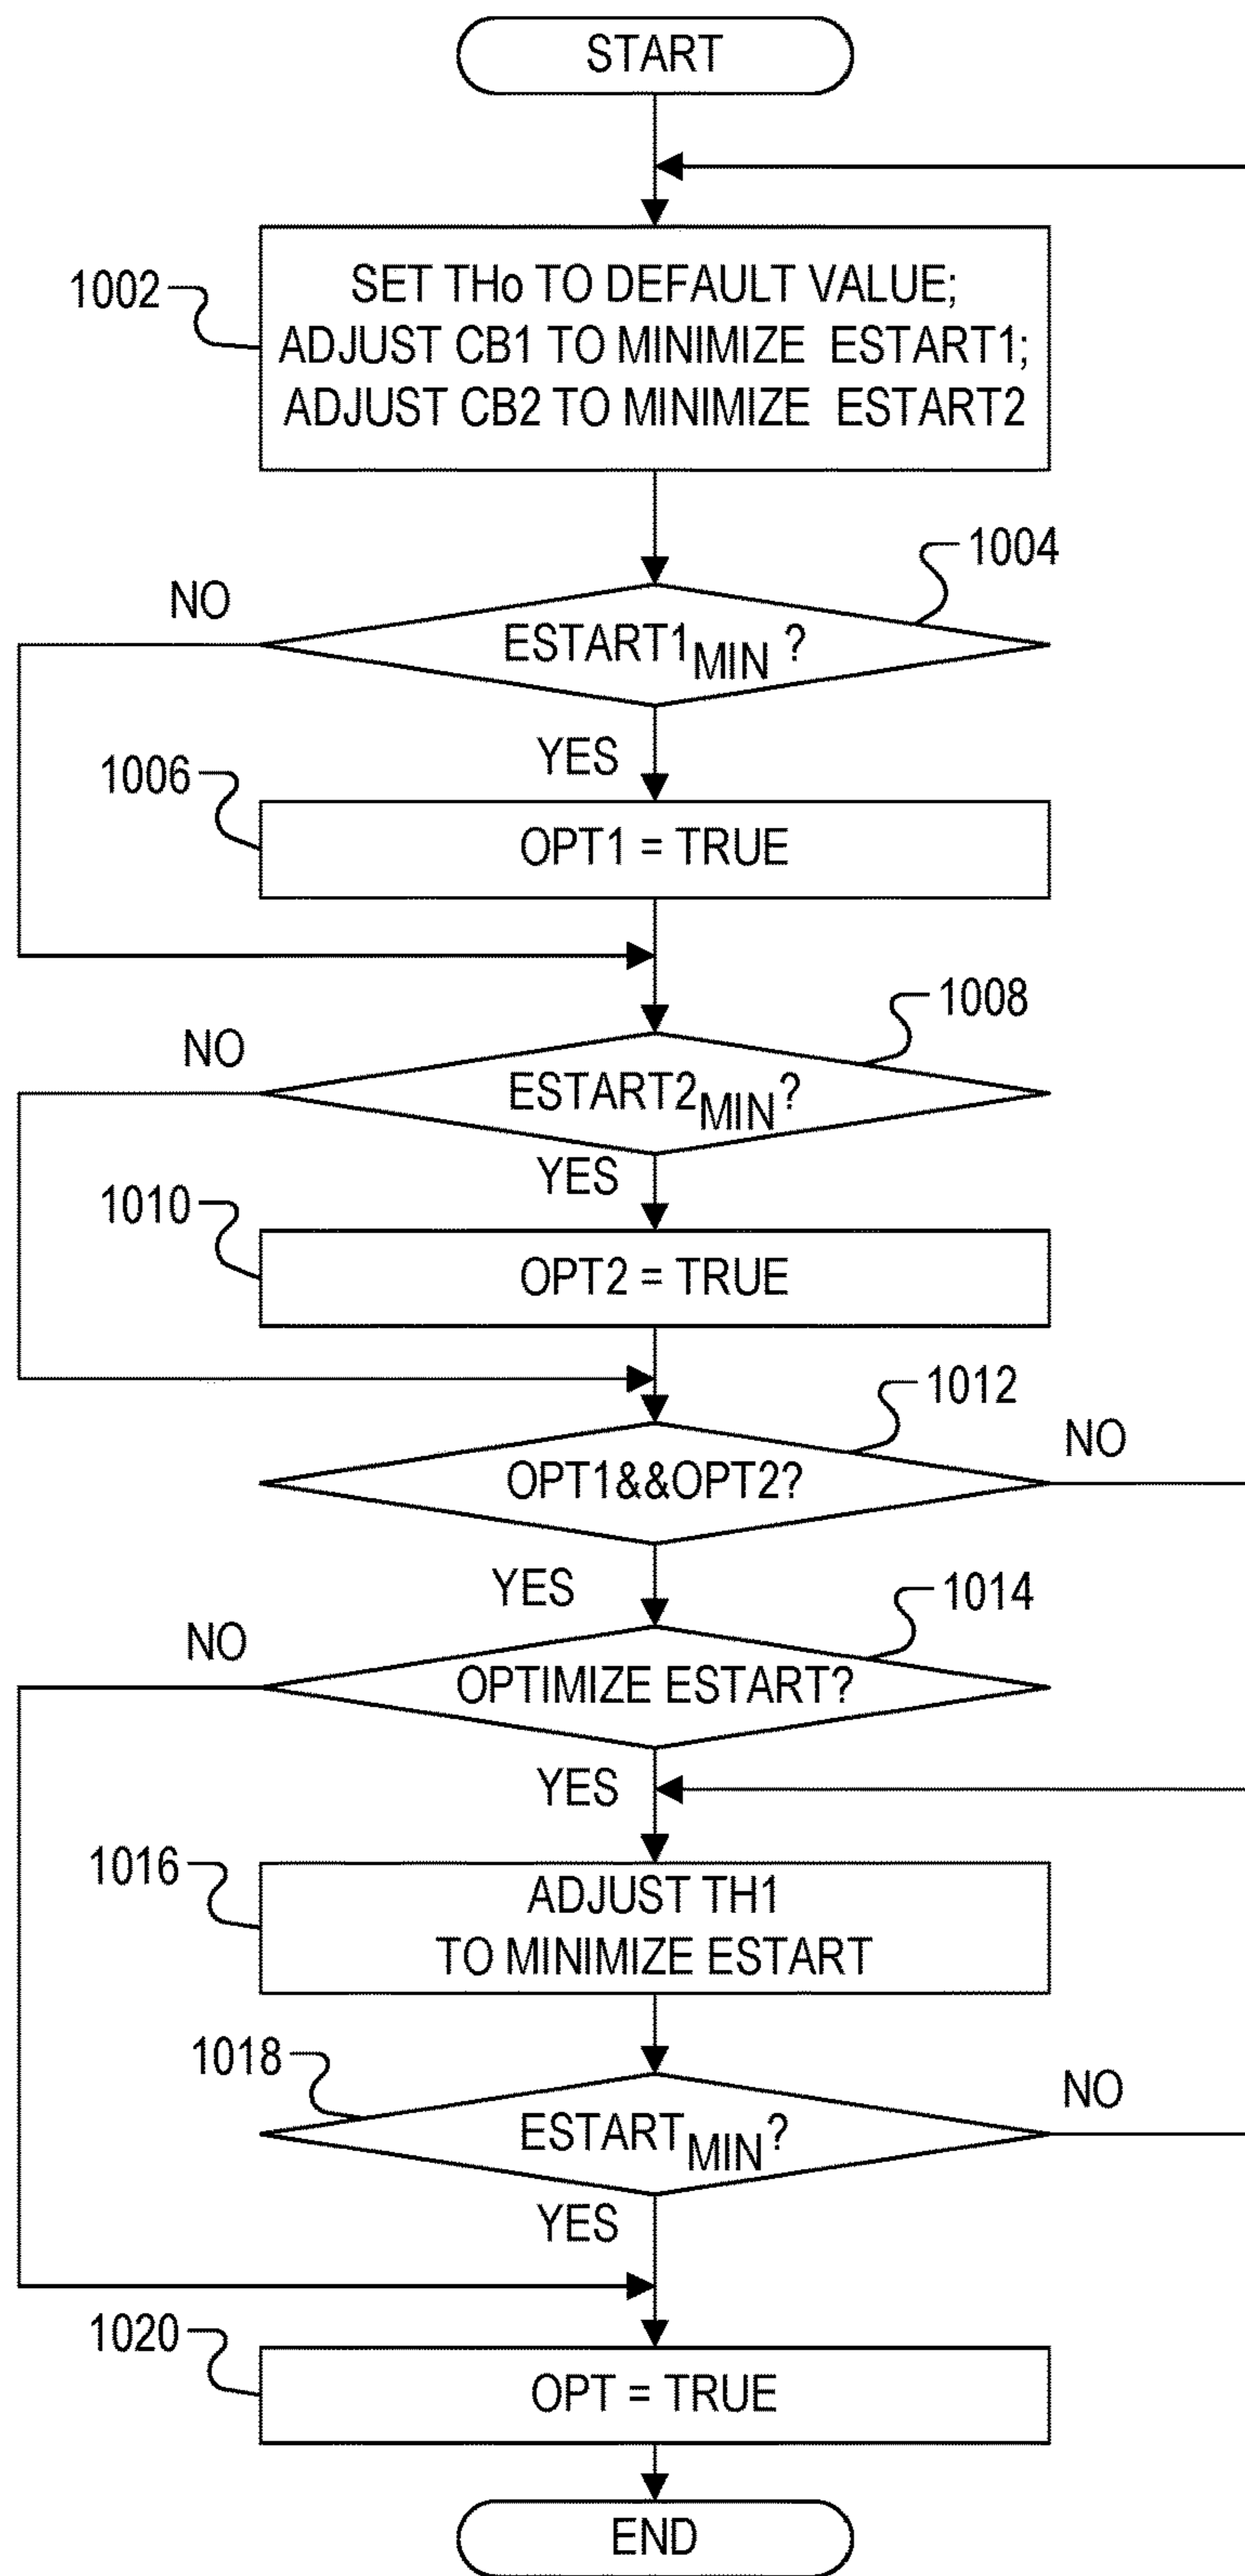 START
1002
SET THo TO DEFAULT VALUE;
ADJUST CB1 TO MINIMIZE ESTART1;
ADJUST CB2 TO MINIMIZE ESTART2
1004
NO
ESTART1MIN ?
YES
1006
OPT1 = TRUE
1008
NO
ESTART2MIN?
YES
1010
OPT2 = TRUE
1012
NO
OPT1&&OPT2?
YES
1014
NO
OPTIMIZE ESTART?
YES
1016
ADJUST TH1
TO MINIMIZE ESTART
1018
NO
ESTARTMIN?
YES
1020
OPT = TRUE
END